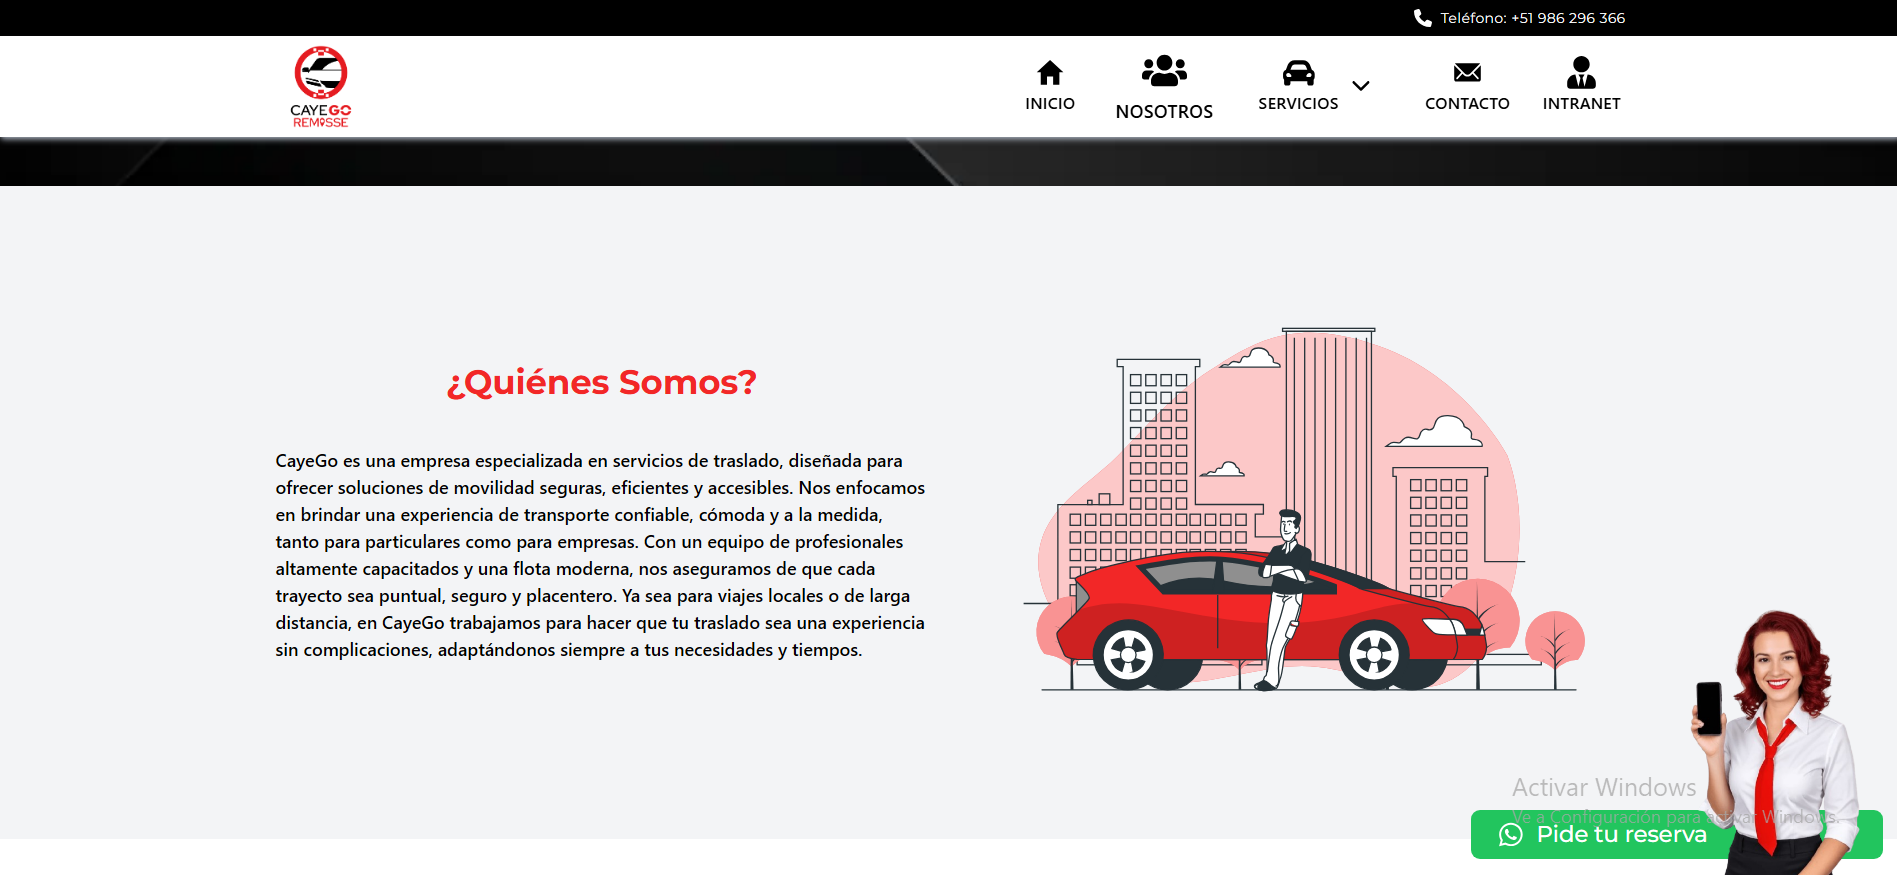 Teléfono: +51 986 296 366
CAYEGO
REMISSE
INICIO
NOSOTROS
SERVICIOS
CONTACTO
INTRANET
¿Quiénes Somos?
CayeGo es una empresa especializada en servicios de traslado, diseñada para
ofrecer soluciones de movilidad seguras, eficientes y accesibles. Nos enfocamos
en brindar una experiencia de transporte confiable, cómoda y a la medida,
tanto para particulares como para empresas. Con un equipo de profesionales
altamente capacitados y una flota moderna, nos aseguramos de que cada
trayecto sea puntual, seguro y placentero. Ya sea para viajes locales o de larga
distancia, en CayeGo trabajamos para hacer que tu traslado sea una experiencia
sin complicaciones, adaptándonos siempre a tus necesidades y tiempos.
Activar Windows
Ve a Configuración para activar Windows.
Pide tu reserva